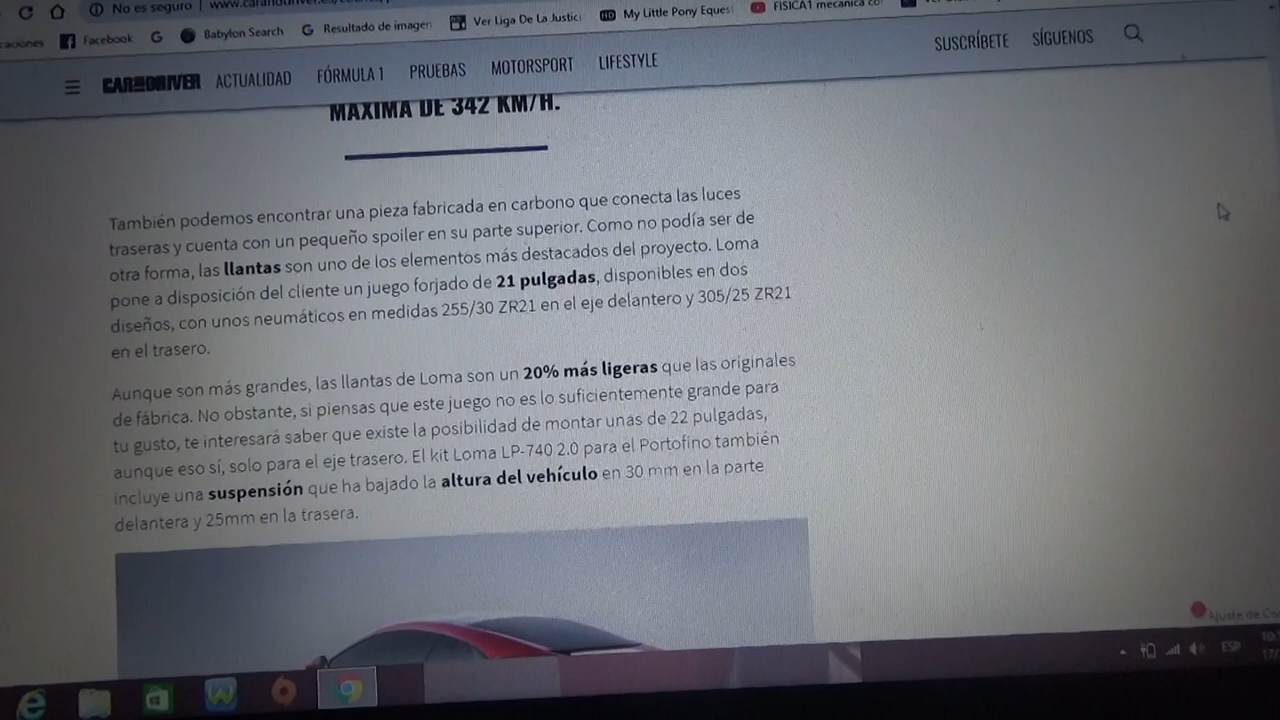 No es seguro | www.caranddriver.es/coches/
Facebook G Babylon Search Resultado de imagen Ver Liga De La Justici HD My Little Pony Equest FISICA1 mecanica co
CAR AND DRIVER ACTUALIDAD FÓRMULA 1 PRUEBAS MOTORSPORT LIFESTYLE SUSCRÍBETE SÍGUENOS
MÁXIMA DE 342 KM/H.
También podemos encontrar una pieza fabricada en carbono que conecta las luces
traseras y cuenta con un pequeño spoiler en su parte superior. Como no podía ser de
otra forma, las llantas son uno de los elementos más destacados del proyecto. Loma
pone a disposición del cliente un juego forjado de 21 pulgadas, disponibles en dos
diseños, con unos neumáticos en medidas 255/30 ZR21 en el eje delantero y 305/25 ZR21
en el trasero.
Aunque son más grandes, las llantas de Loma son un 20% más ligeras que las originales
de fábrica. No obstante, si piensas que este juego no es lo suficientemente grande para
tu gusto, te interesará saber que existe la posibilidad de montar unas de 22 pulgadas,
aunque eso sí, solo para el eje trasero. El kit Loma LP-740 2.0 para el Portofino también
incluye una suspensión que ha bajado la altura del vehículo en 30 mm en la parte
delantera y 25mm en la trasera.
Ajuste de Co
ESP